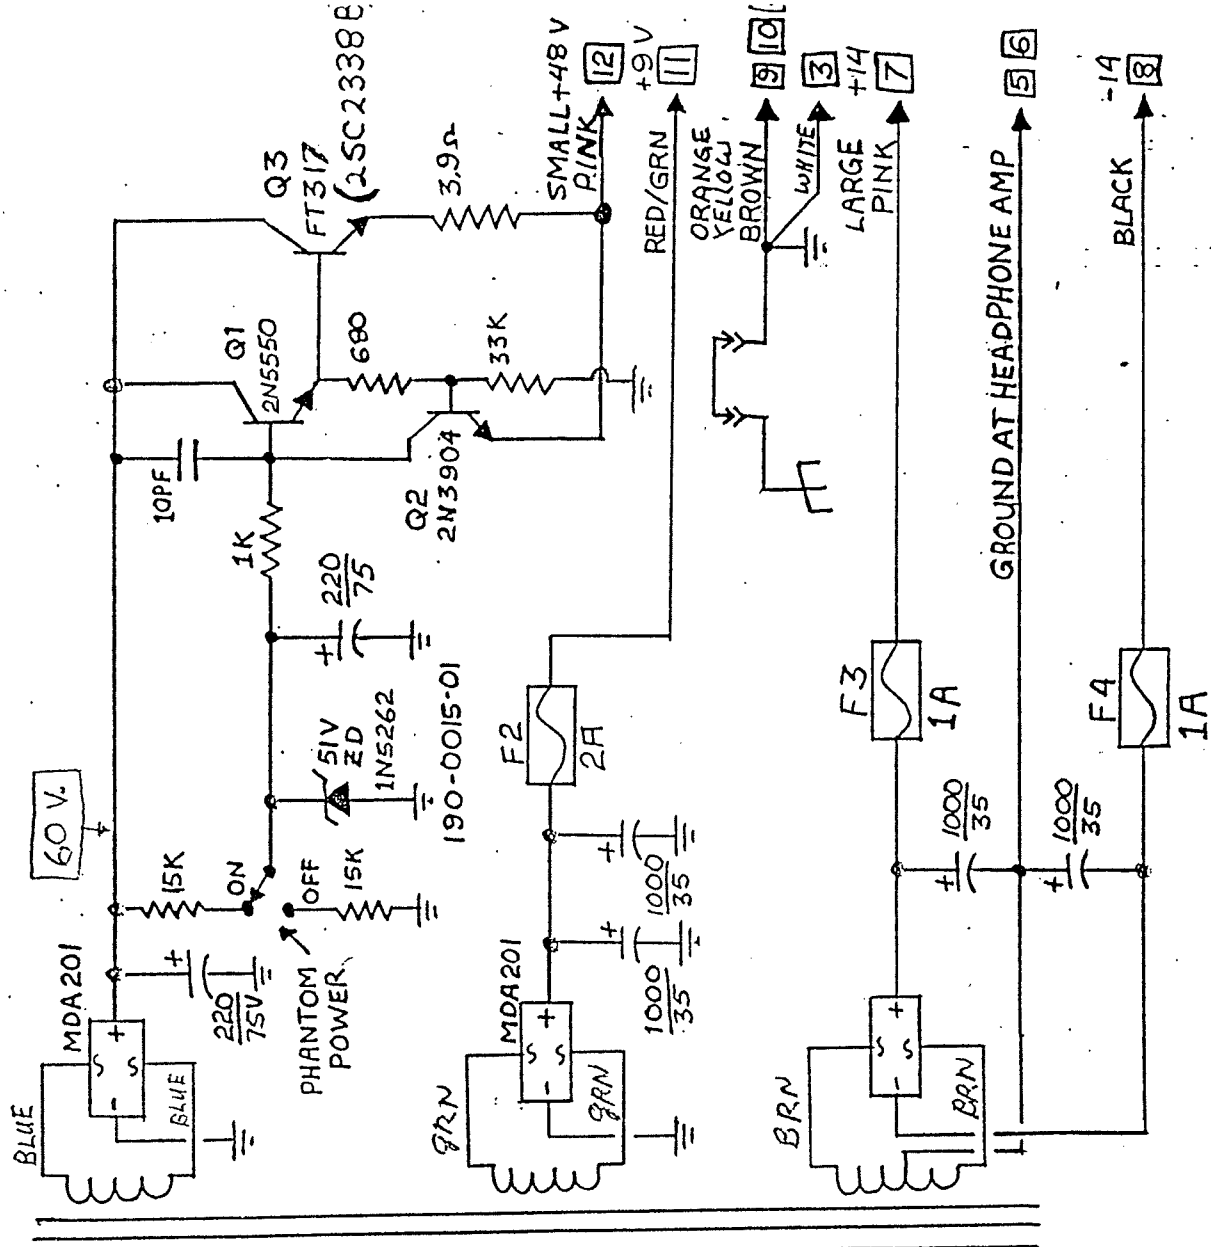 Q3
FT317
(2SC2338B
3.9Ω
SMALL +48V
PINK
12
+9V
11
RED/GRN
Q1
2N5550
680
33K
10PF
1K
Q2
2N3904
220
75
60 V.
15K
ON
OFF
15K
51V
ZD
1N5262
190-0015-01
MDA201
+
220
75V
PHANTOM
POWER
BLUE
BLUE
ORANGE
YELLOW
BROWN
9 10
WHITE
3
+14
7
LARGE
PINK
F2
2A
1000
35
1000
35
MDA201
GRN
GRN
GROUND AT HEADPHONE AMP
5 6
-14
8
BLACK
F3
1A
F4
1A
1000
35
1000
35
BRN
BRN